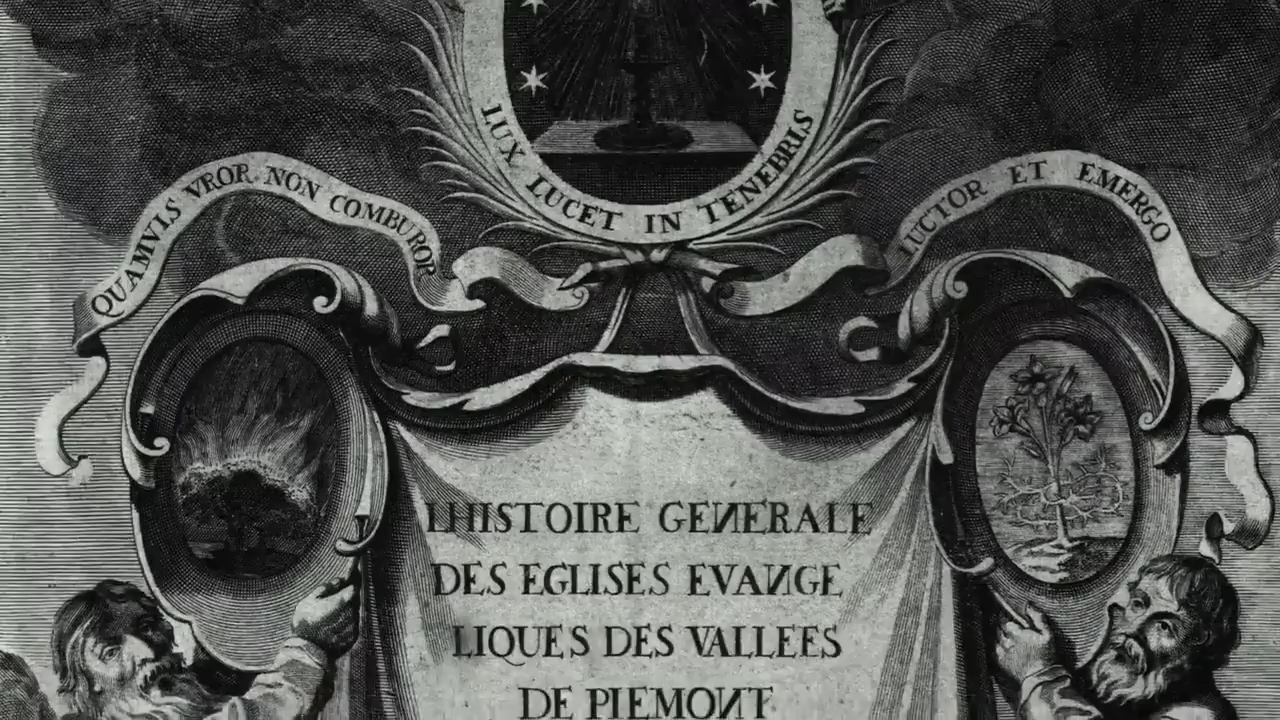 LUX LUCET IN TENEBRIS
QUAMVIS VROR NON COMBUROR
LUCTOR ET EMERGO
LHISTOIRE GENERALE
DES EGLISES EVANGE
LIQUES DES VALLEES
DE PIEMONT